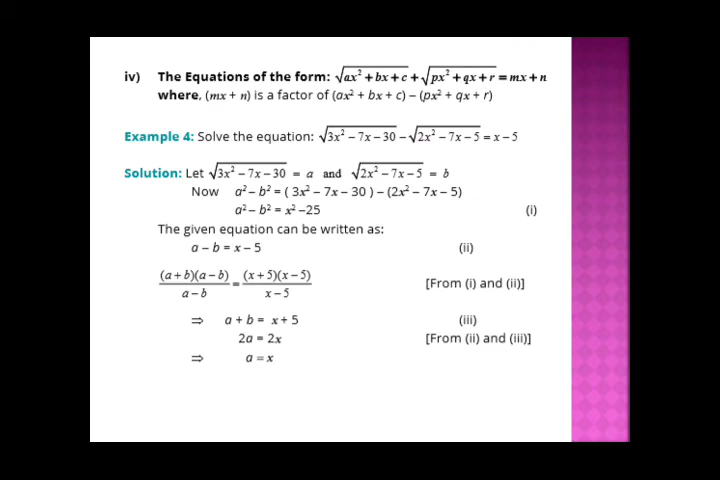 iv) The Equations of the form: √(ax² + bx + c) + √(px² + qx + r) = mx + n
where, (mx + n) is a factor of (ax² + bx + c) – (px² + qx + r)
Example 4: Solve the equation: √(3x² – 7x – 30) – √(2x² – 7x – 5) = x – 5
Solution: Let √(3x² – 7x – 30) = a and √(2x² – 7x – 5) = b
Now a² – b² = ( 3x² – 7x – 30 ) – (2x² – 7x – 5)
a² – b² = x² –25 (i)
The given equation can be written as:
a – b = x – 5 (ii)
(a + b)(a – b) / a – b = (x + 5)(x – 5) / x – 5 [From (i) and (ii)]
⇒ a + b = x + 5 (iii)
2a = 2x [From (ii) and (iii)]
⇒ a = x